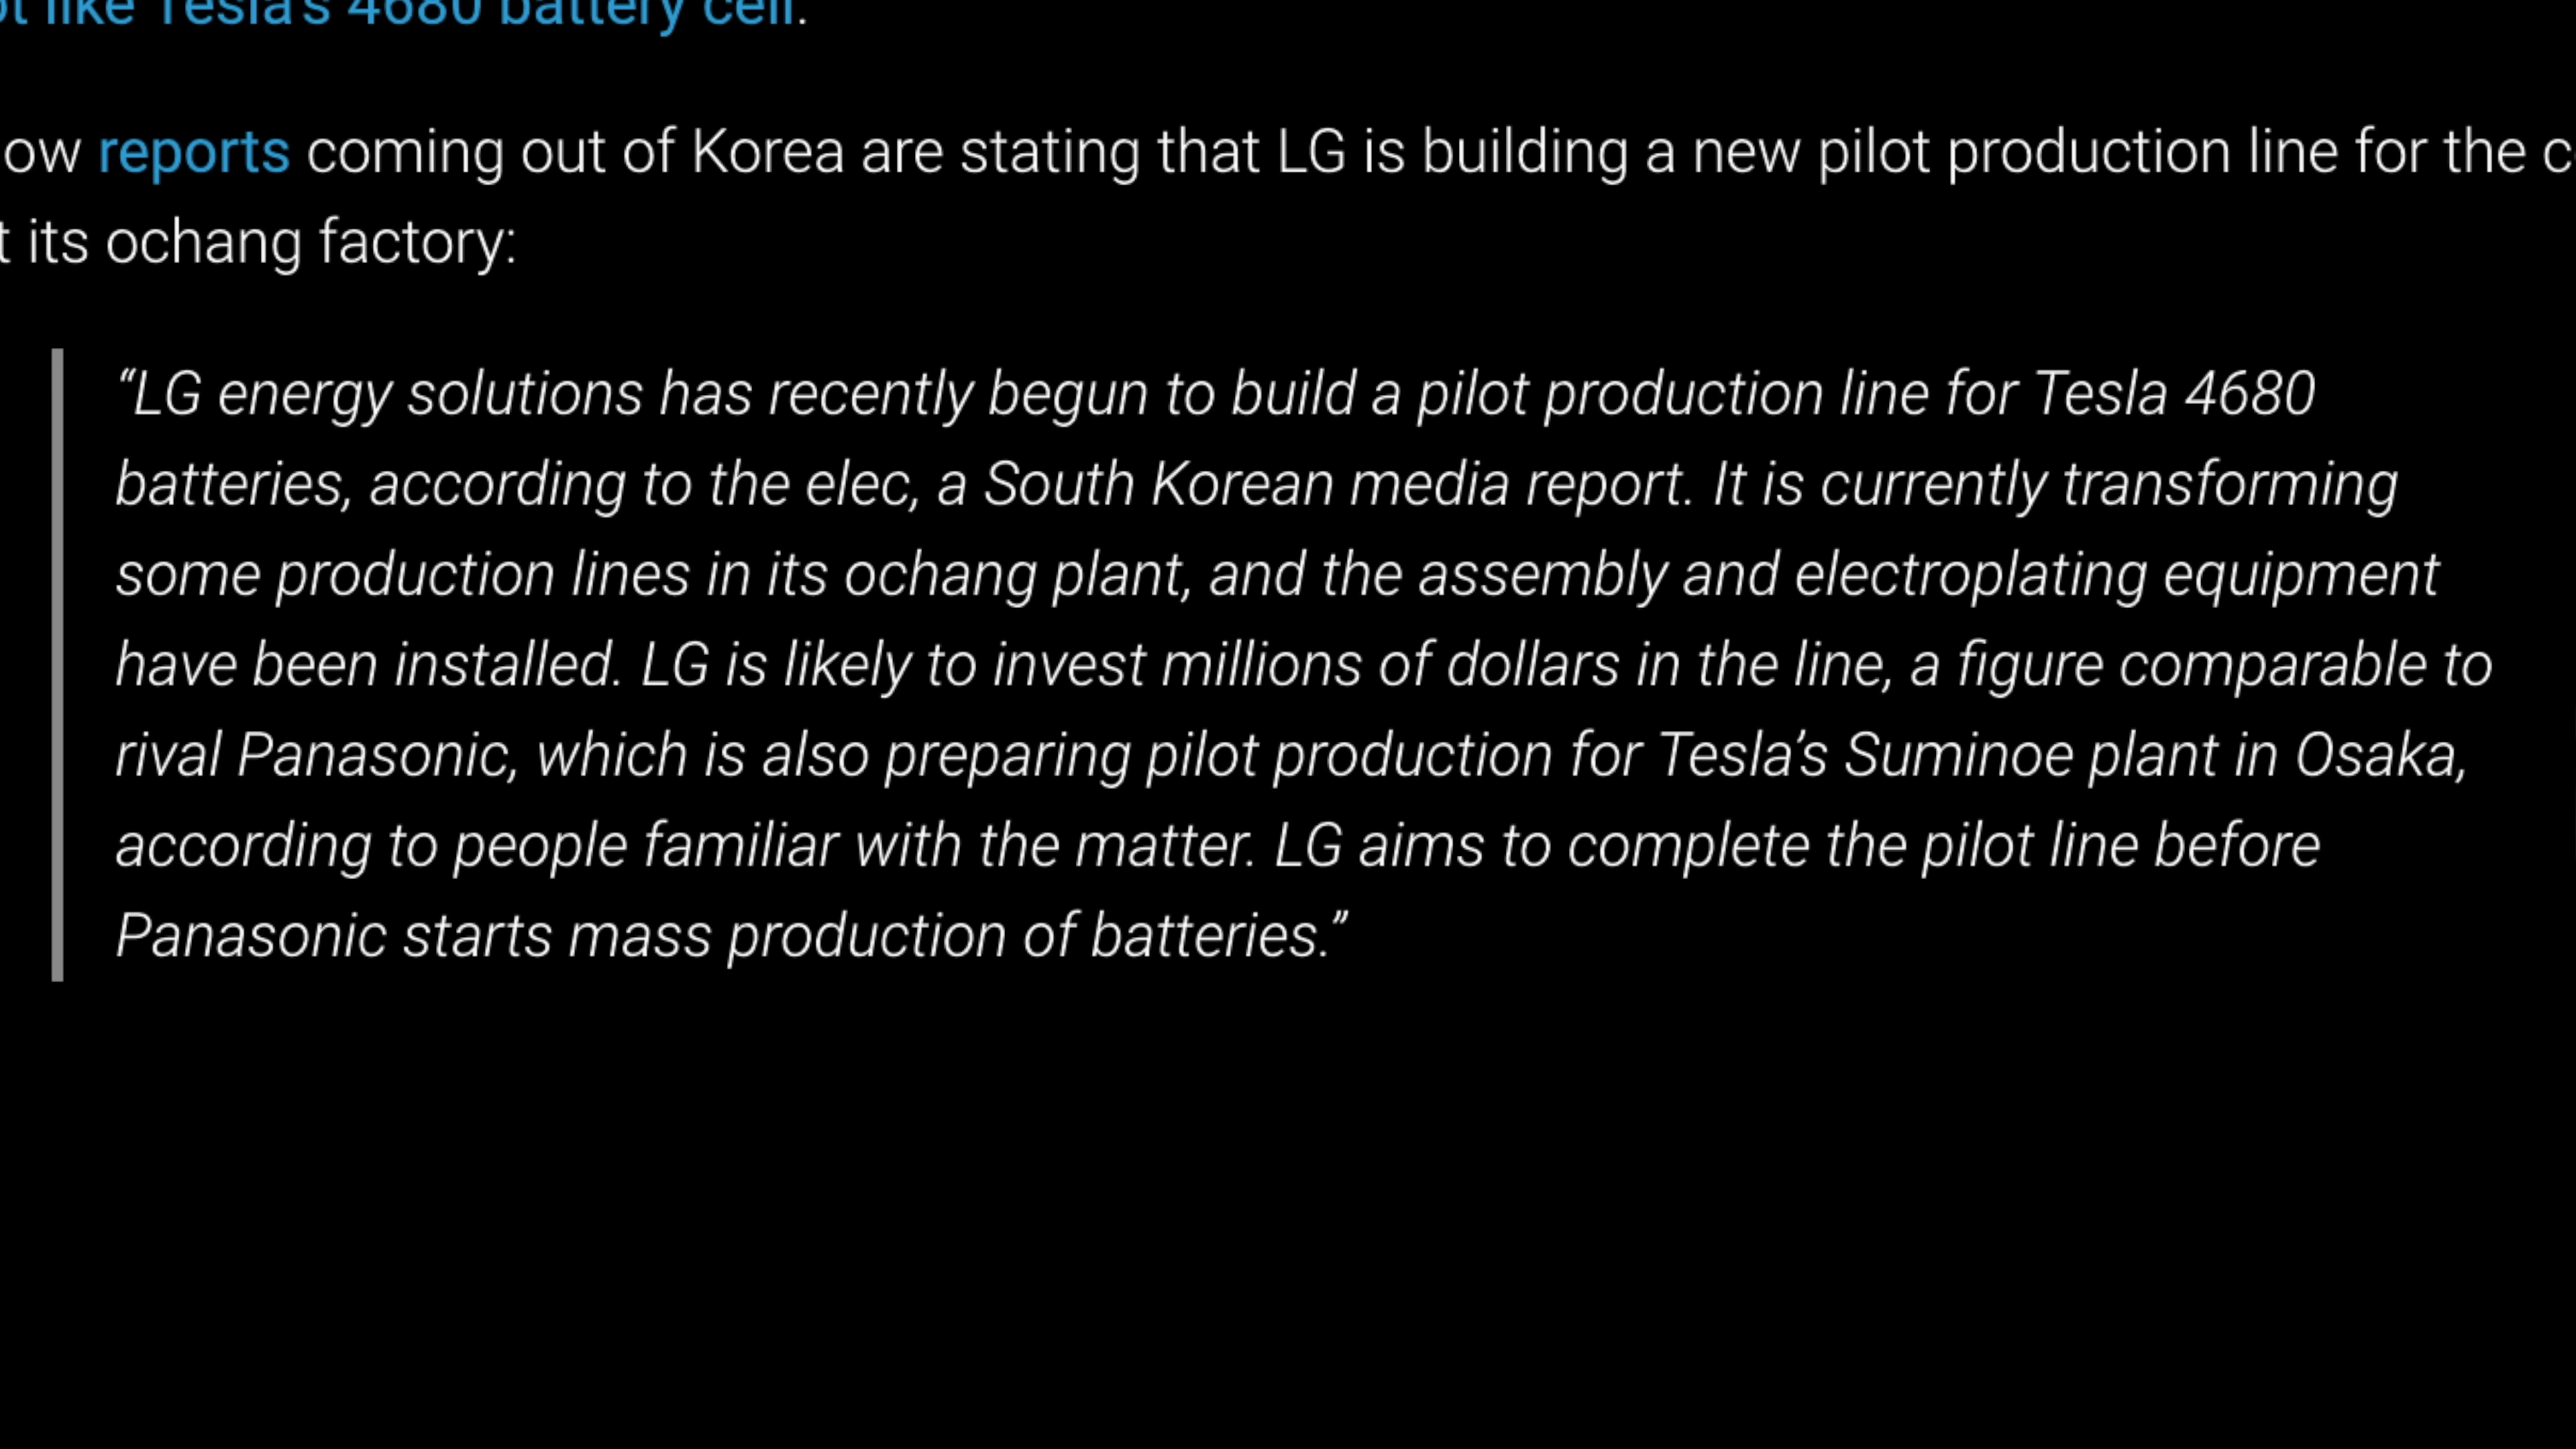 like Tesla's 4680 battery cell.
reports coming out of Korea are stating that LG is building a new pilot production line for the
its ochang factory:
“LG energy solutions has recently begun to build a pilot production line for Tesla 4680
batteries, according to the elec, a South Korean media report. It is currently transforming
some production lines in its ochang plant, and the assembly and electroplating equipment
have been installed. LG is likely to invest millions of dollars in the line, a figure comparable to
rival Panasonic, which is also preparing pilot production for Tesla’s Suminoe plant in Osaka,
according to people familiar with the matter. LG aims to complete the pilot line before
Panasonic starts mass production of batteries.”